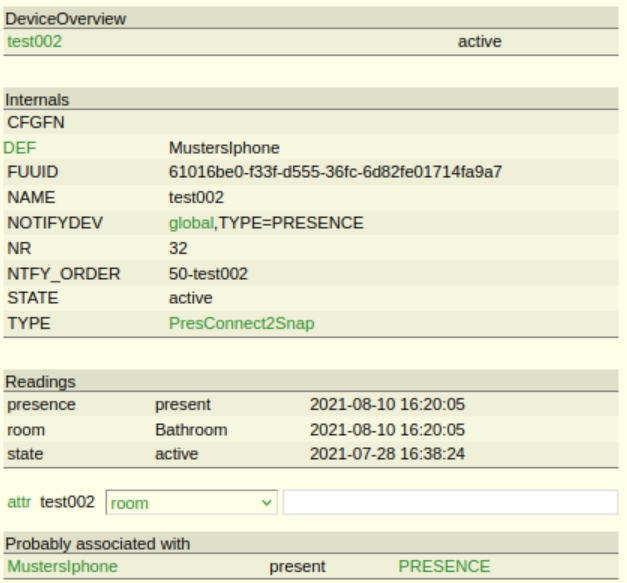 DeviceOverview
test002 active
Internals
CFGFN
DEF MustersIphone
FUUID 61016be0-f33f-d555-36fc-6d82fe01714fa9a7
NAME test002
NOTIFYDEV global,TYPE=PRESENCE
NR 32
NTFY_ORDER 50-test002
STATE active
TYPE PresConnect2Snap
Readings
presence present 2021-08-10 16:20:05
room Bathroom 2021-08-10 16:20:05
state active 2021-07-28 16:38:24
attr test002 room
Probably associated with
MustersIphone present PRESENCE